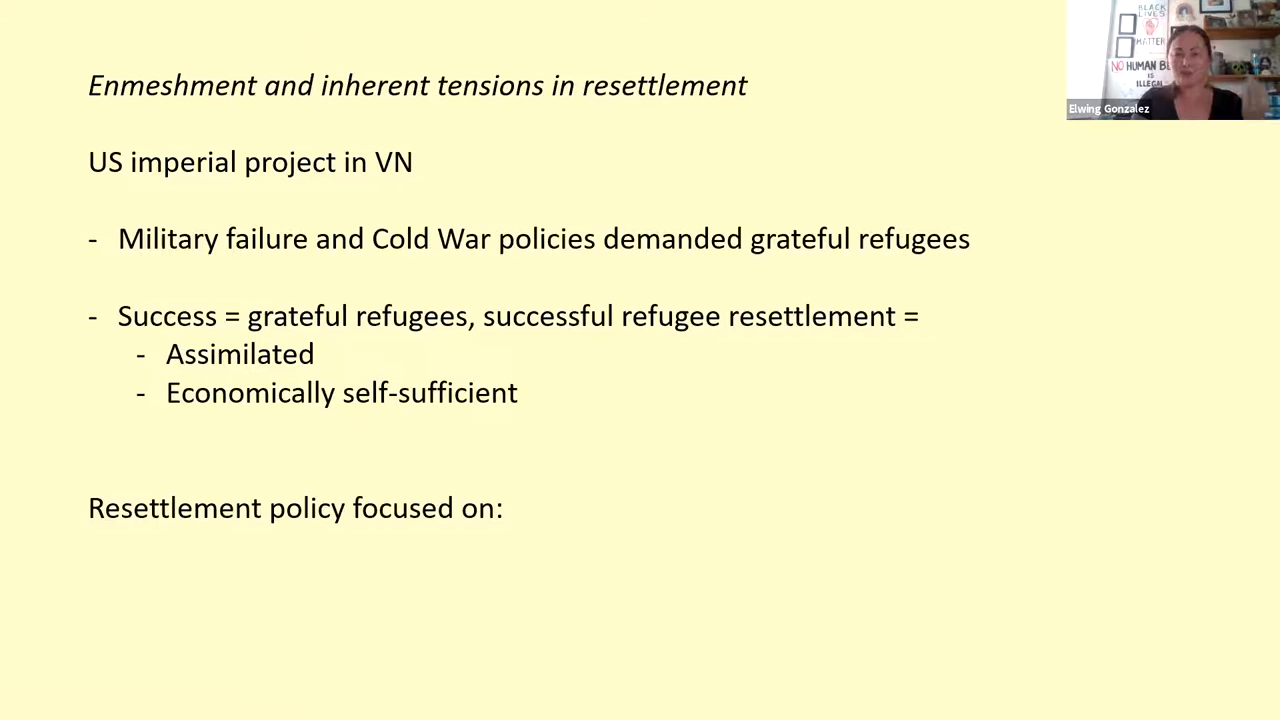 Enmeshment and inherent tensions in resettlement
US imperial project in VN
- Military failure and Cold War policies demanded grateful refugees
- Success = grateful refugees, successful refugee resettlement =
- Assimilated
- Economically self-sufficient
Resettlement policy focused on:
BLACK
LIVES
MATTER
NO HUMAN BE
IS
ILLEG
Elwing Gonzalez